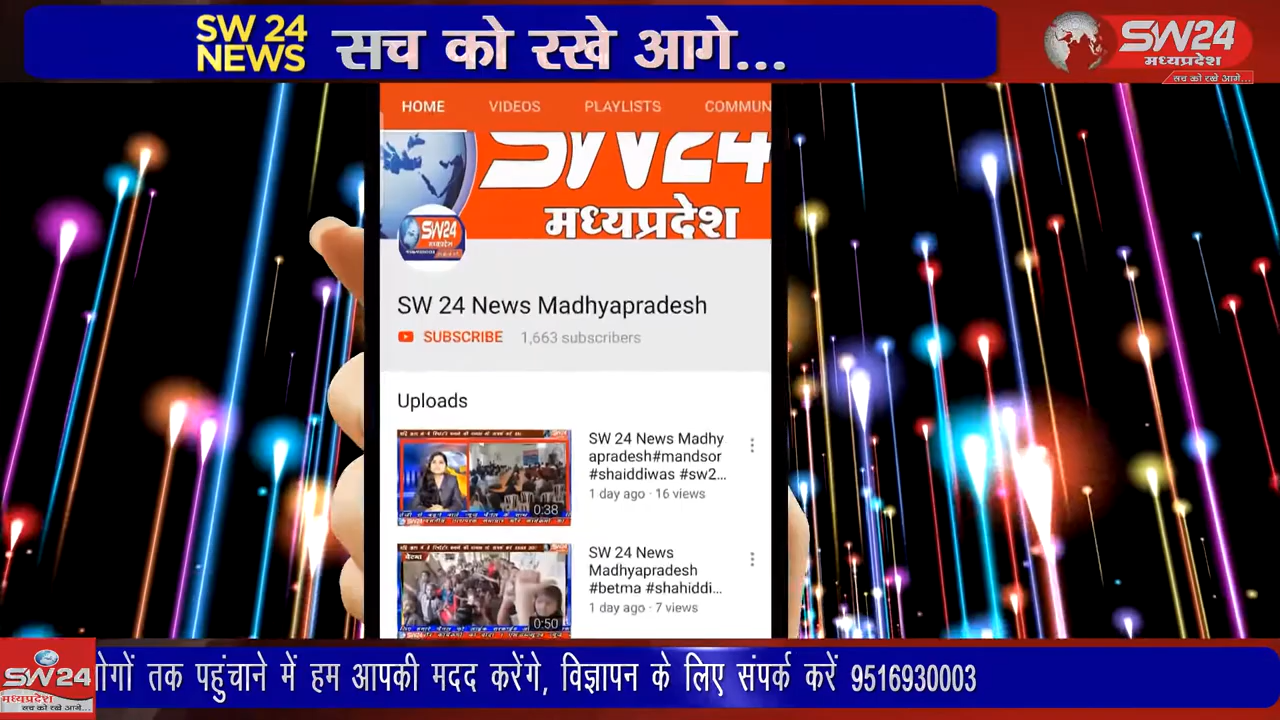 SW 24
NEWS
सच को रखे आगे...
SW24
मध्यप्रदेश
सच को रखे आगे...
HOME VIDEOS PLAYLISTS COMMUN
SW24
मध्यप्रदेश
SW24
SW 24 News Madhyapradesh
SUBSCRIBE 1,663 subscribers
Uploads
SW 24 News Madhy
apradesh#mandsor
#shaiddiwas #sw2...
1 day ago · 16 views
0:38
SW 24 News
Madhyapradesh
#betma #shahiddi...
1 day ago · 7 views
0:50
SW24
मध्यप्रदेश
सच को रखे आगे...
ोगों तक पहुंचाने में हम आपकी मदद करेंगे, विज्ञापन के लिए संपर्क करें 9516930003